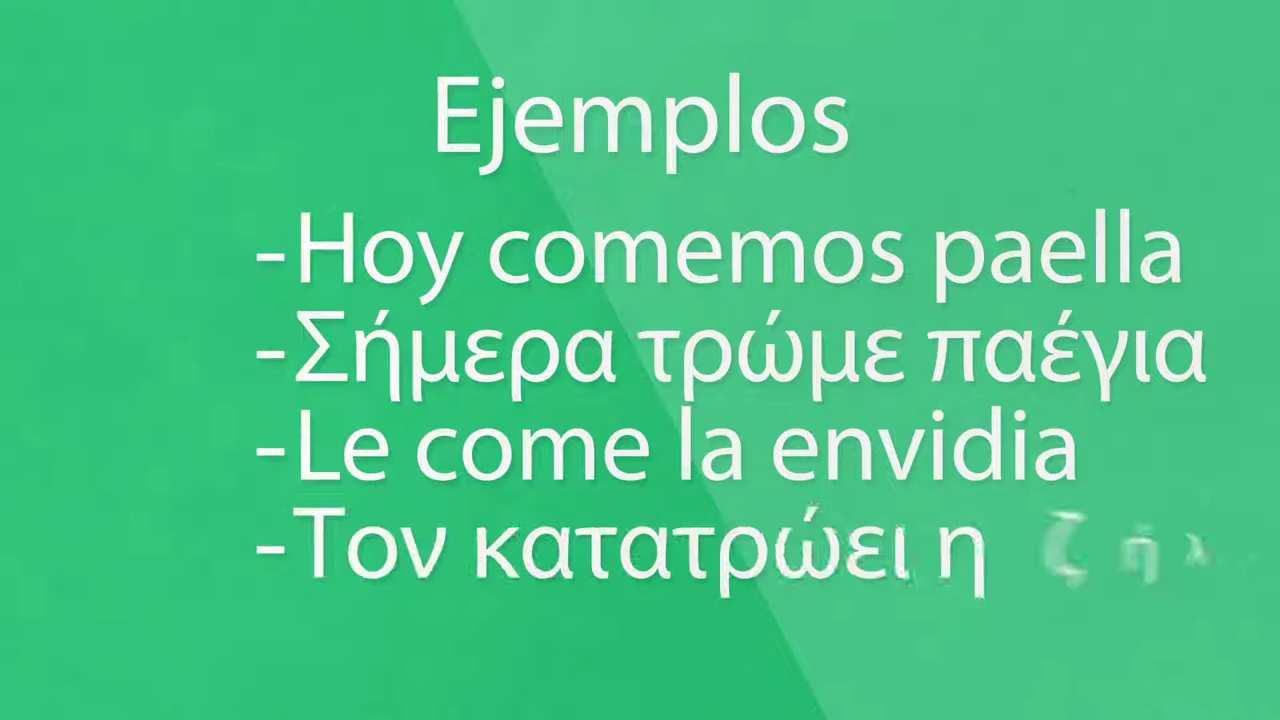 Ejemplos
-Hoy comemos paella
-Σήμερα τρώμε παέγια
-Le come la envidia
-Τον κατατρώει η